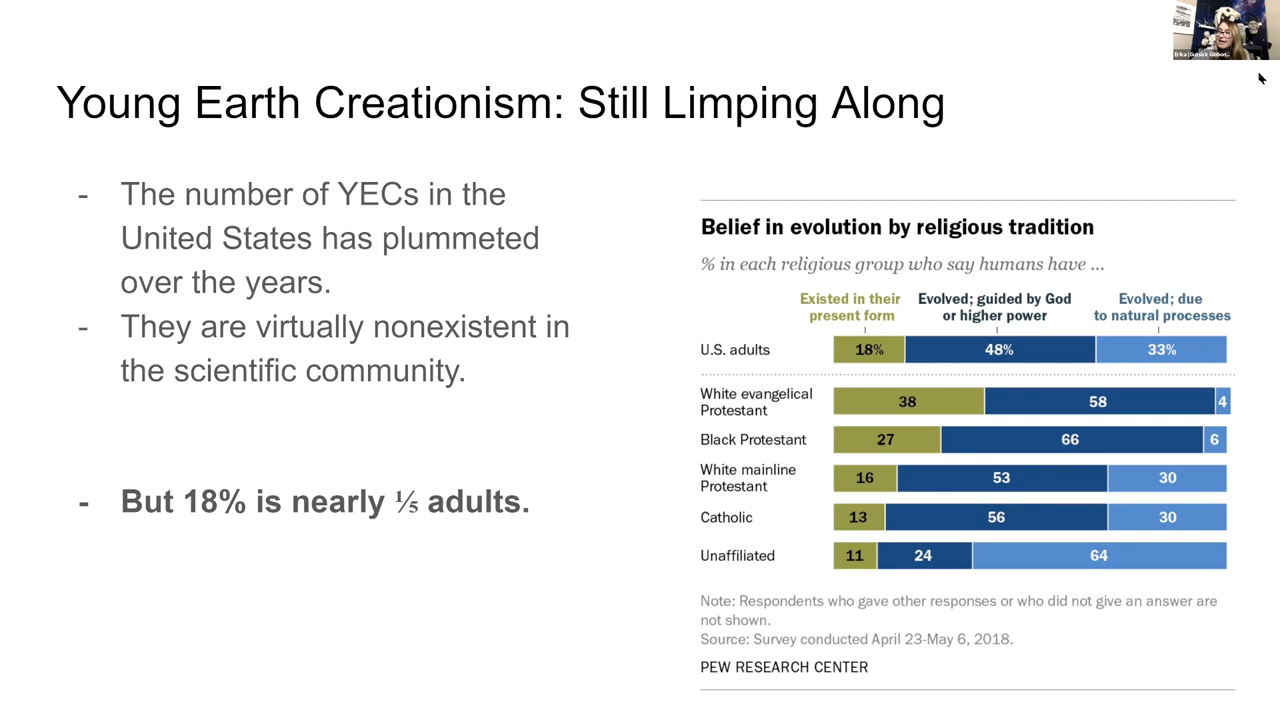 Erika (Gutsick Gibbon...
Young Earth Creationism: Still Limping Along
- The number of YECs in the
United States has plummeted
over the years.
- They are virtually nonexistent in
the scientific community.
- But 18% is nearly ⅕ adults.
Belief in evolution by religious tradition
% in each religious group who say humans have ...
Existed in their
present form
Evolved; guided by God
or higher power
Evolved; due
to natural processes
U.S. adults 18% 48% 33%
White evangelical
Protestant 38 58 4
Black Protestant 27 66 6
White mainline
Protestant 16 53 30
Catholic 13 56 30
Unaffiliated 11 24 64
Note: Respondents who gave other responses or who did not give an answer are
not shown.
Source: Survey conducted April 23-May 6, 2018.
PEW RESEARCH CENTER